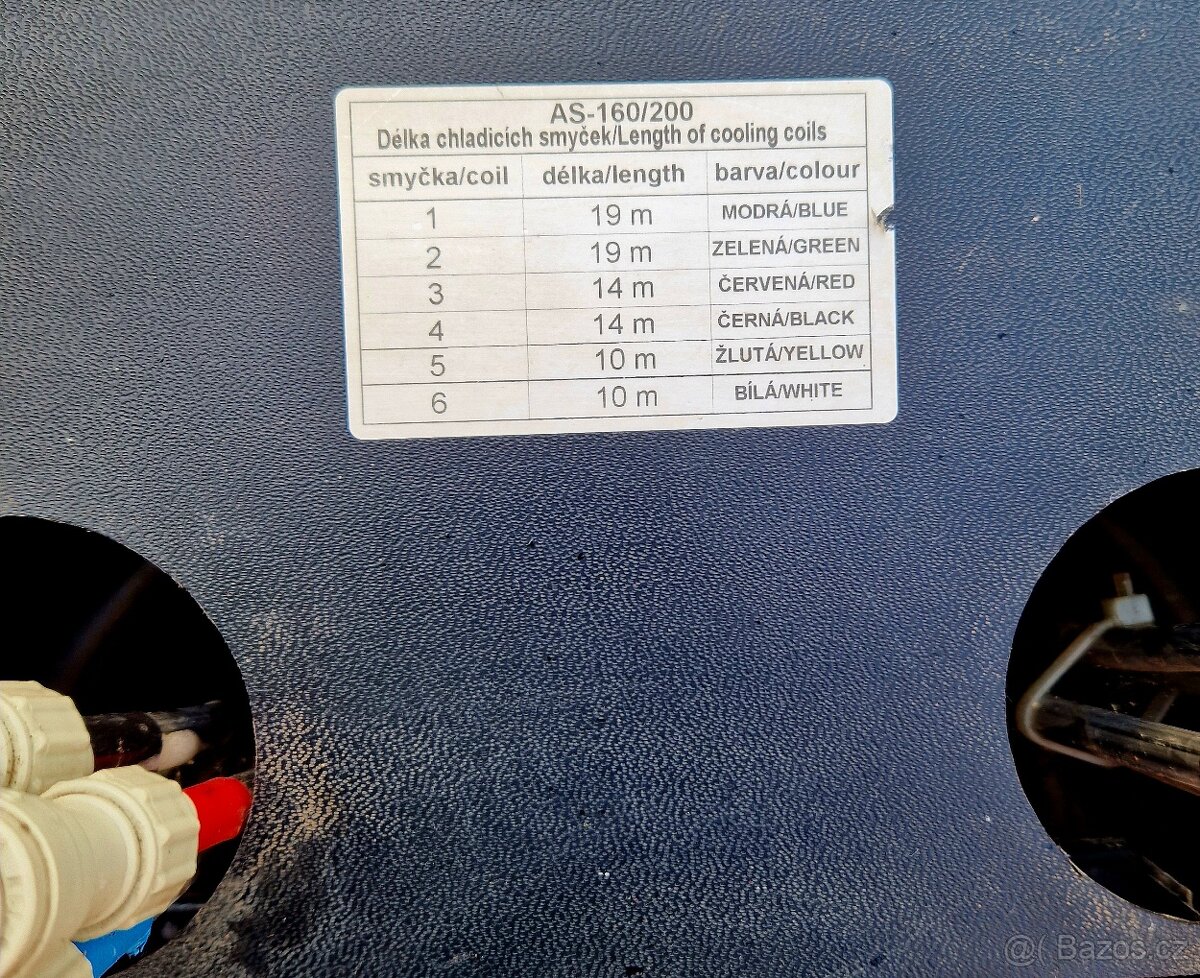 AS-160/200
Délka chladicích smyček/Length of cooling coils
smyčka/coil délka/length barva/colour
1 19 m MODRÁ/BLUE
2 19 m ZELENÁ/GREEN
3 14 m ČERVENÁ/RED
4 14 m ČERNÁ/BLACK
5 10 m ŽLUTÁ/YELLOW
6 10 m BÍLÁ/WHITE
@( Bazos.cz